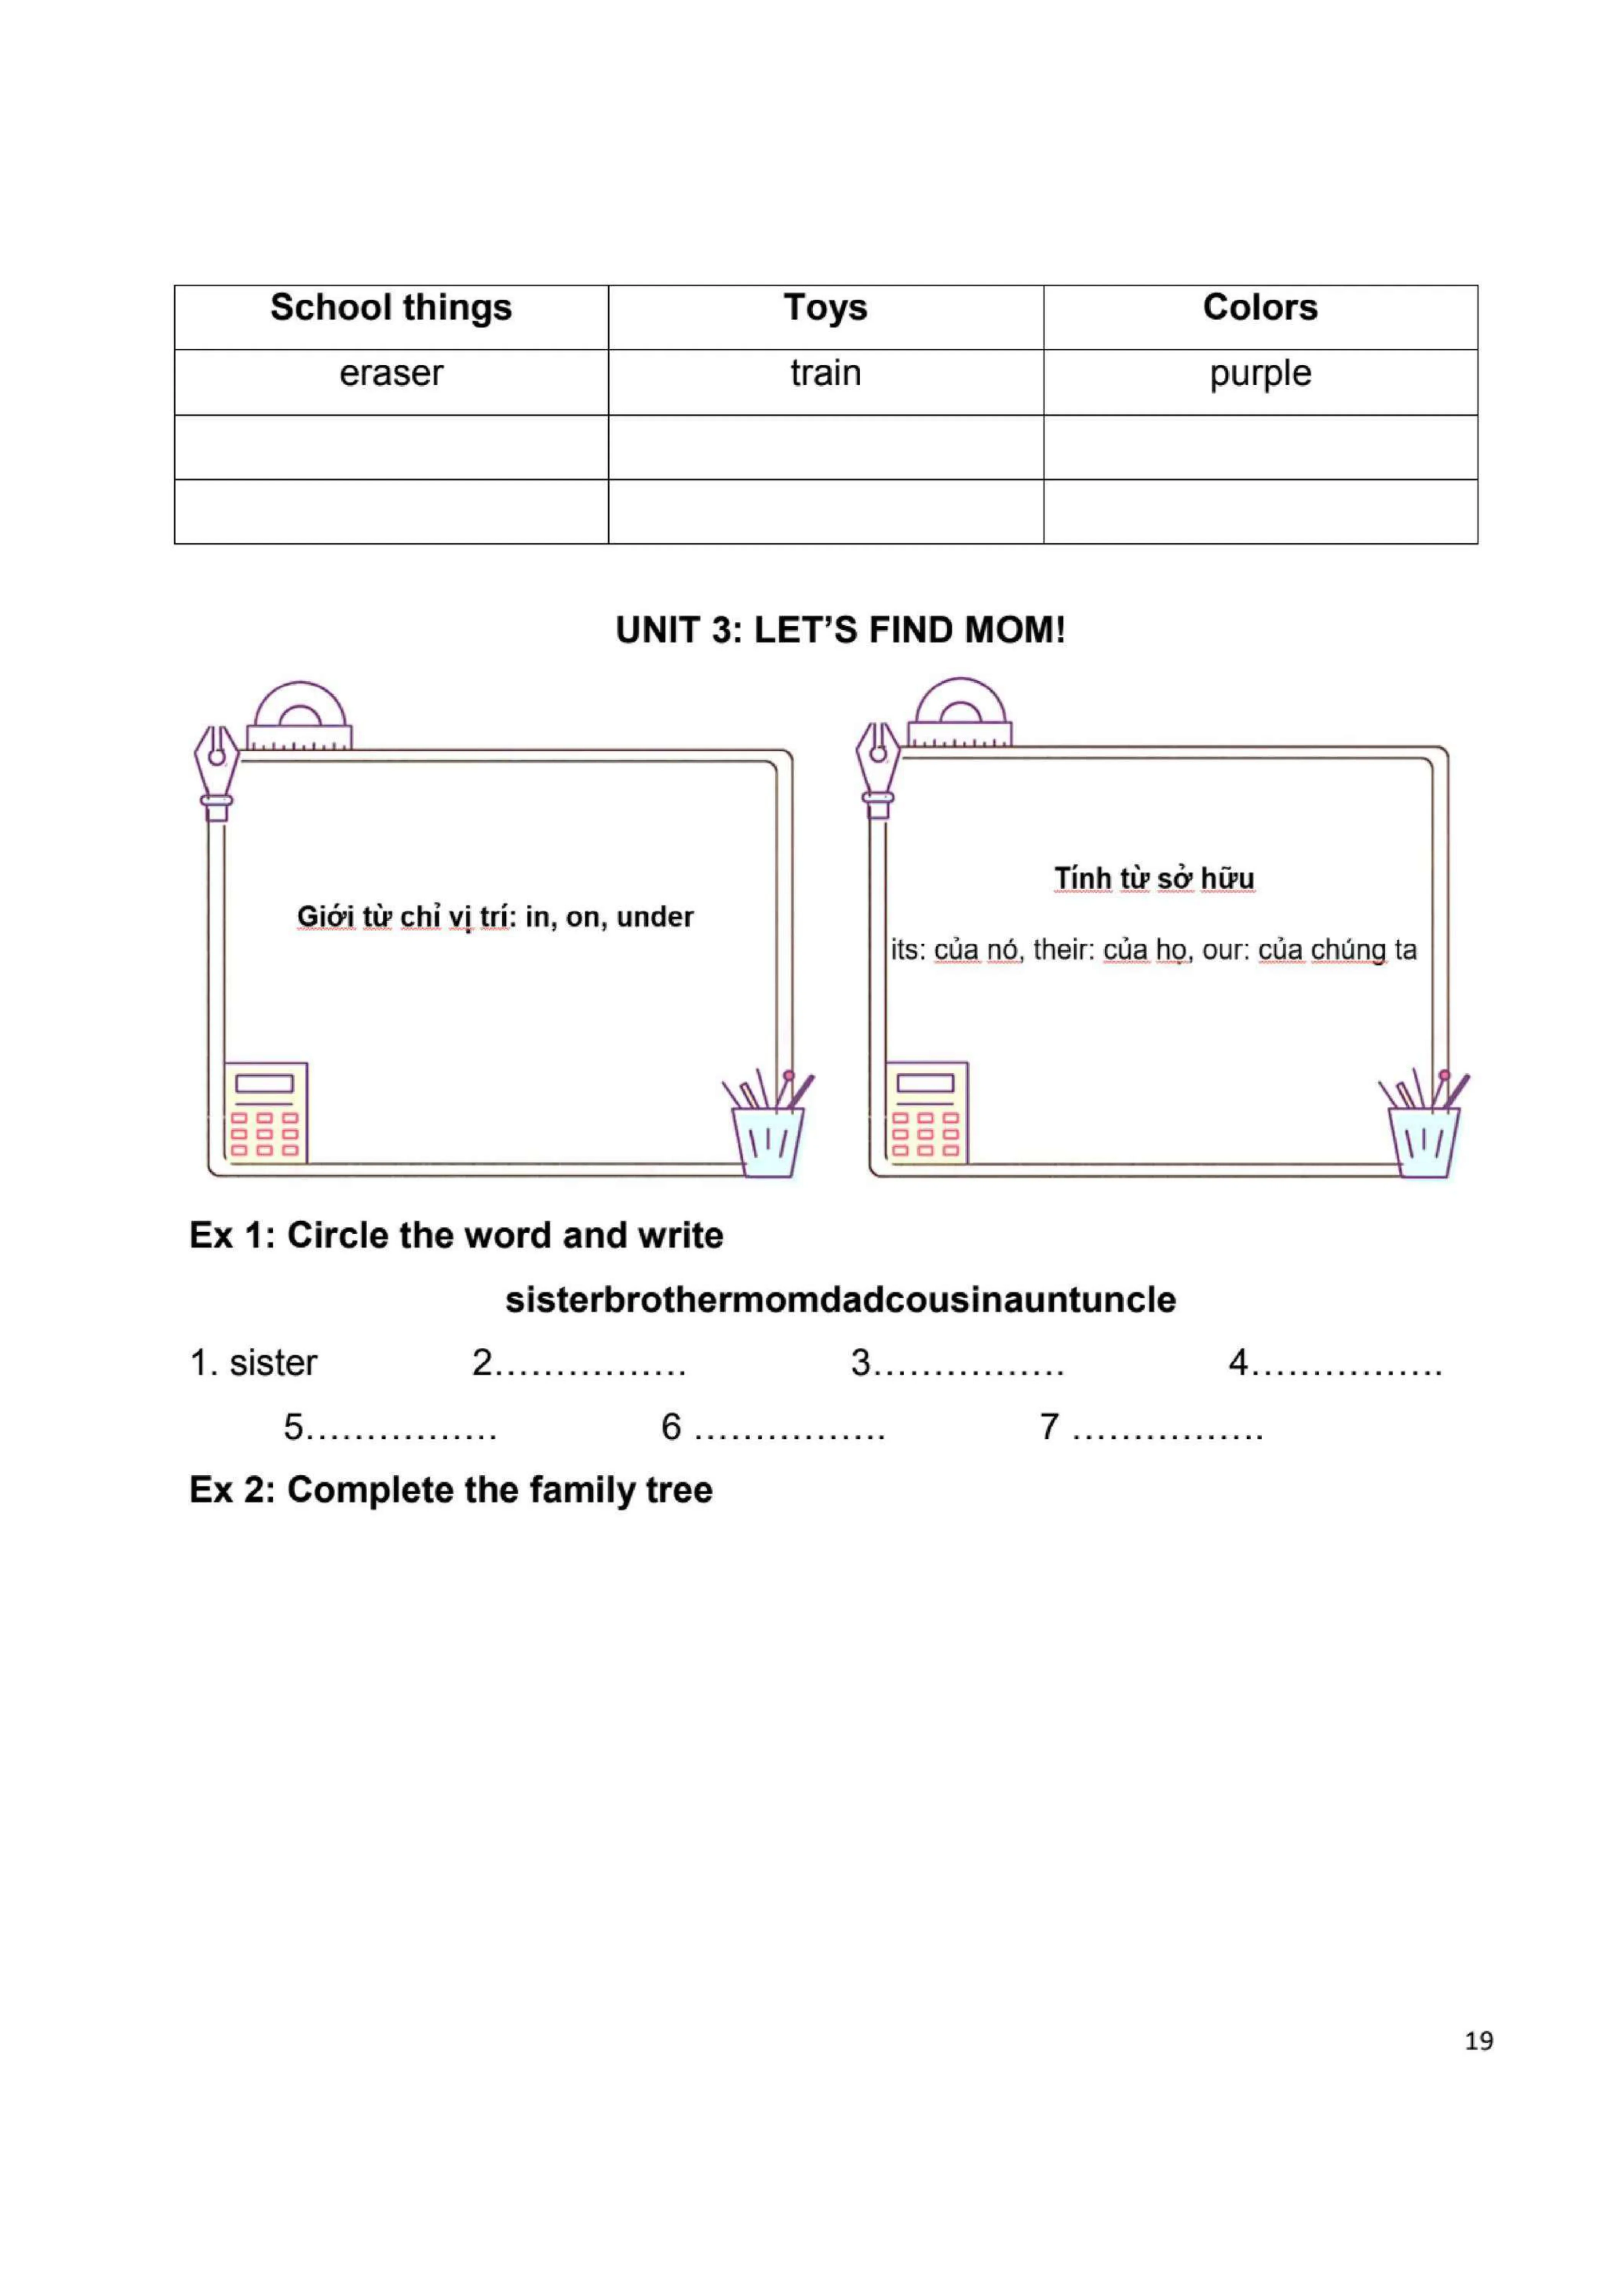 School things Toys Colors
eraser train purple
UNIT 3: LET’S FIND MOM!
Giới từ chỉ vị trí: in, on, under
Tính từ sở hữu
its: của nó, their: của họ, our: của chúng ta
Ex 1: Circle the word and write
sisterbrothermomdadcousinauntuncle
1. sister 2................ 3................ 4................
5................ 6 ................ 7 ................
Ex 2: Complete the family tree
19